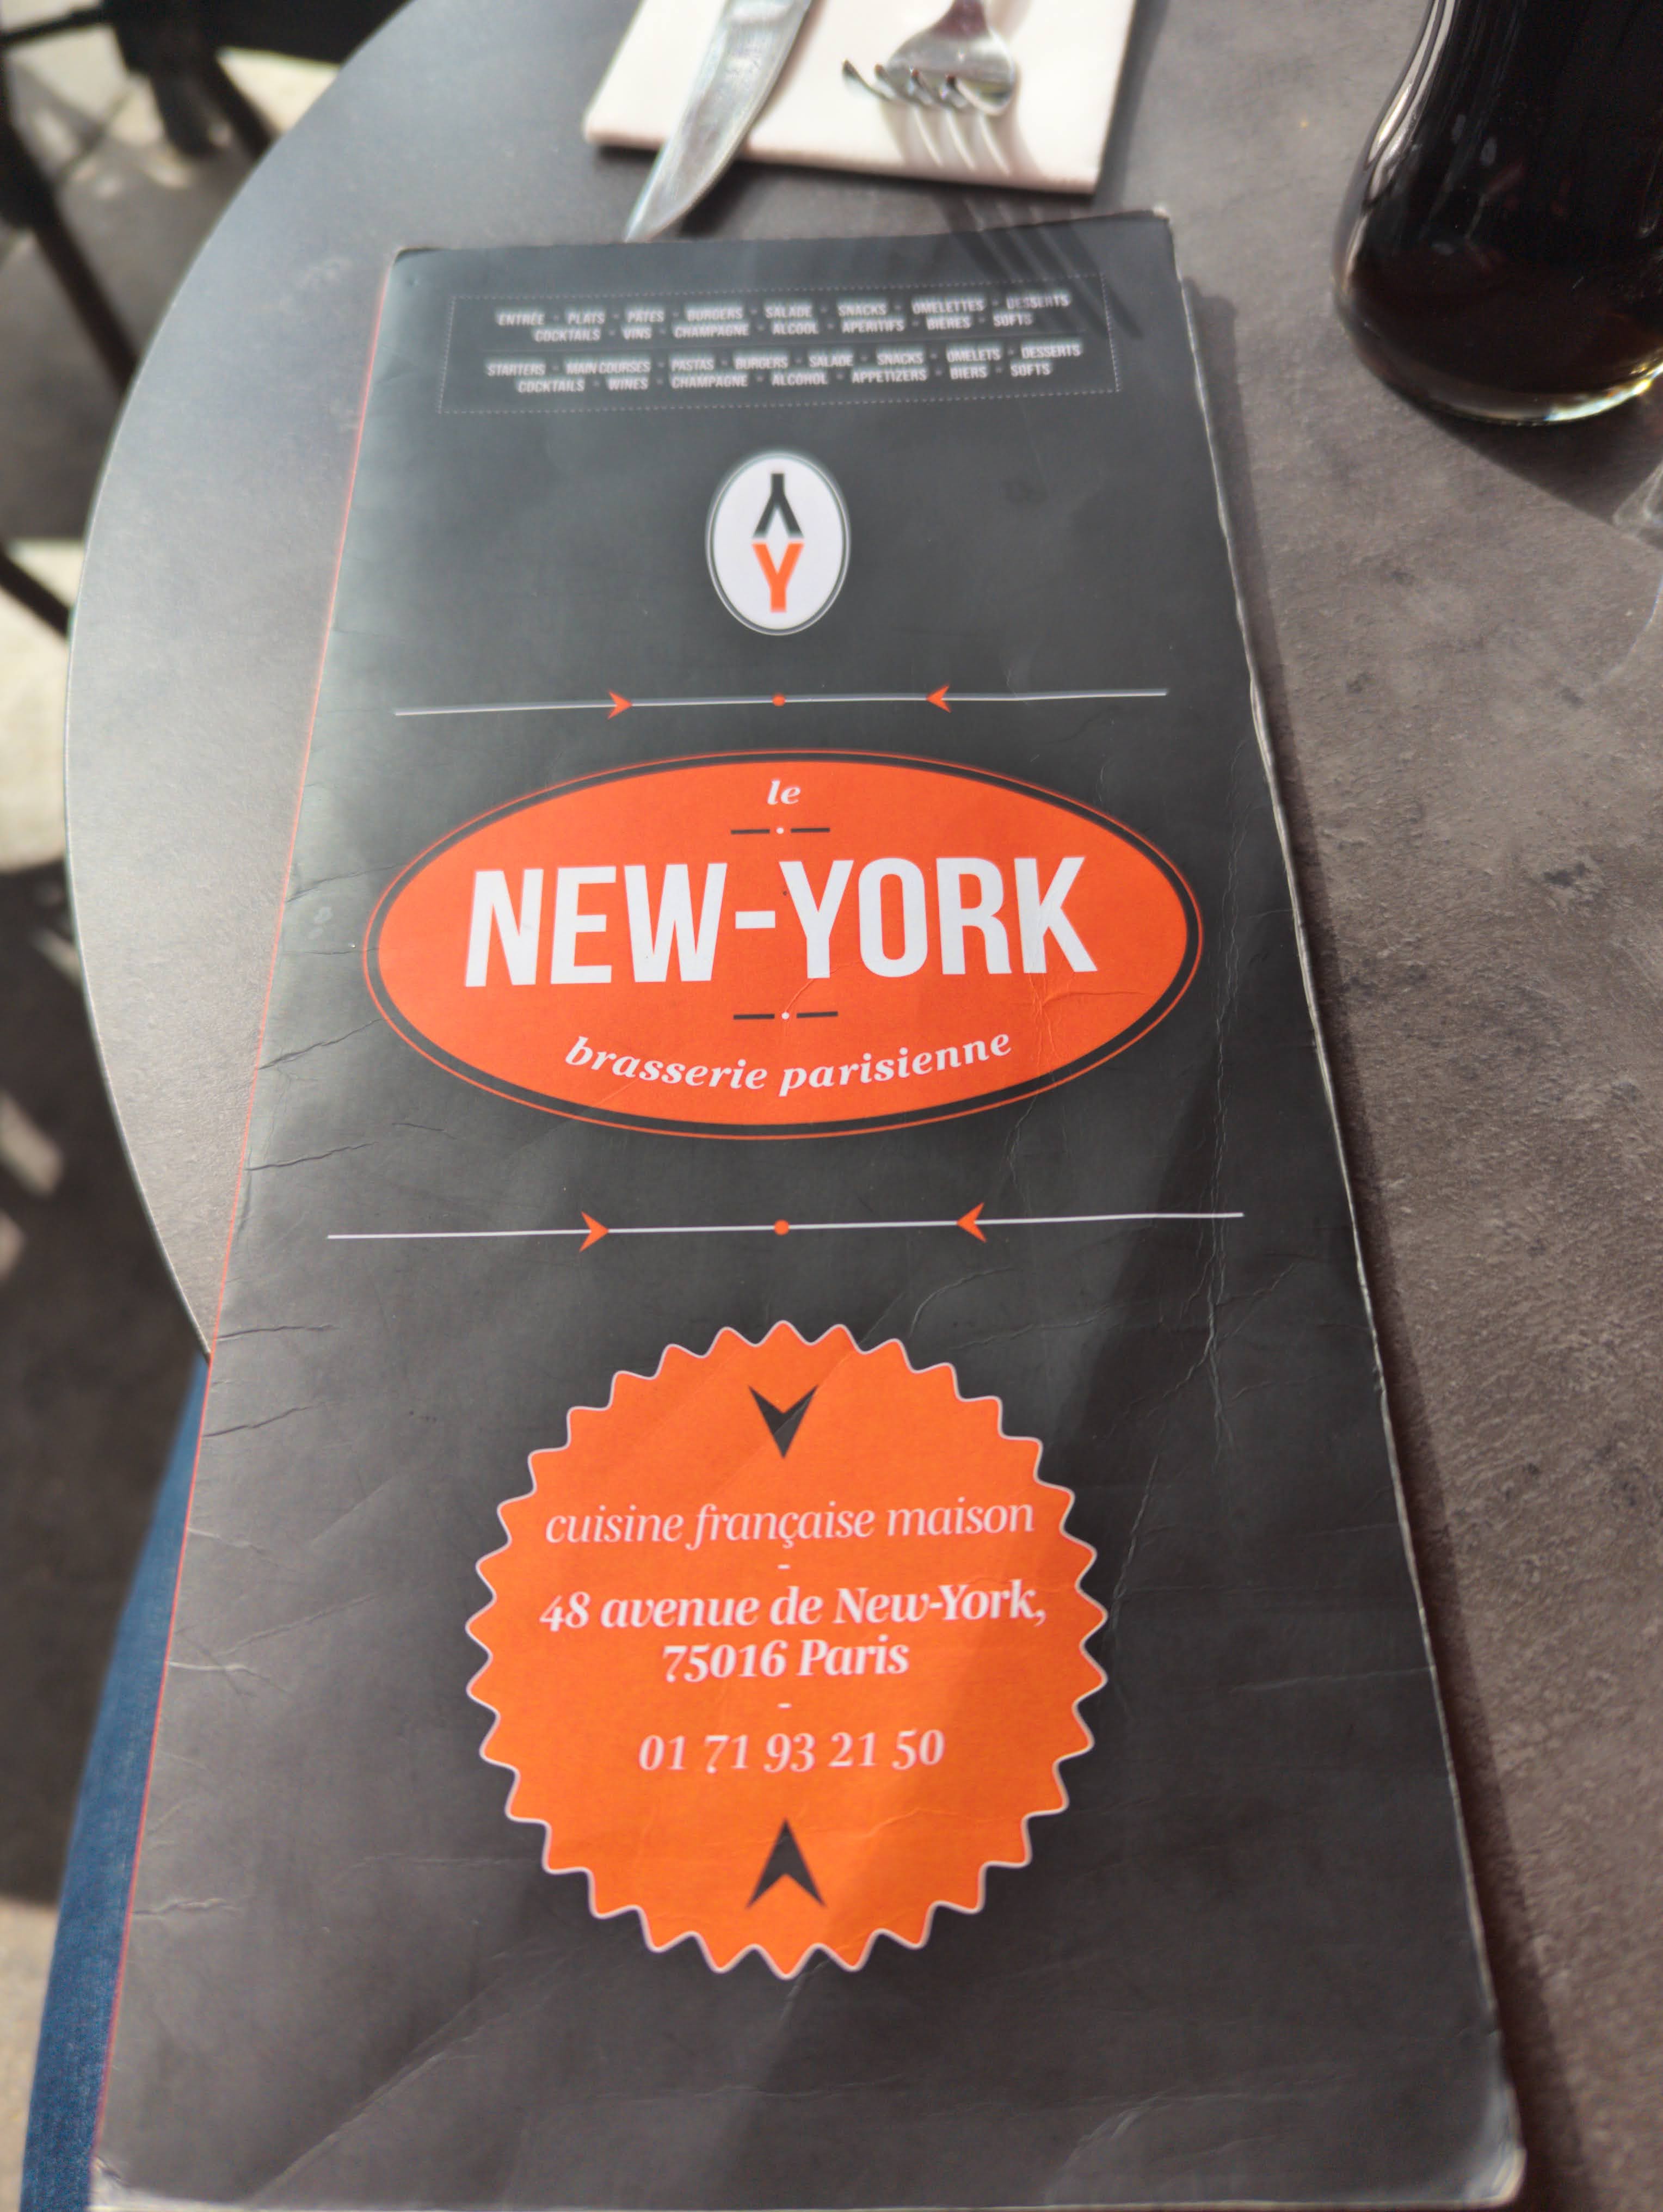 ENTRÉE - PLATS - PÂTES - BURGERS - SALADE - SNACKS - OMELETTES - DESSERTS
COCKTAILS - VINS - CHAMPAGNE - ALCOOL - APERITIFS - BIERES - SOFTS
STARTERS - MAIN COURSES - PASTAS - BURGERS - SALADE - SNACKS - OMELETS - DESSERTS
COCKTAILS - WINES - CHAMPAGNE - ALCOHOL - APPETIZERS - BIERS - SOFTS
Y
Y
le
NEW-YORK
brasserie parisienne
cuisine française maison
-
48 avenue de New-York,
75016 Paris
-
01 71 93 21 50